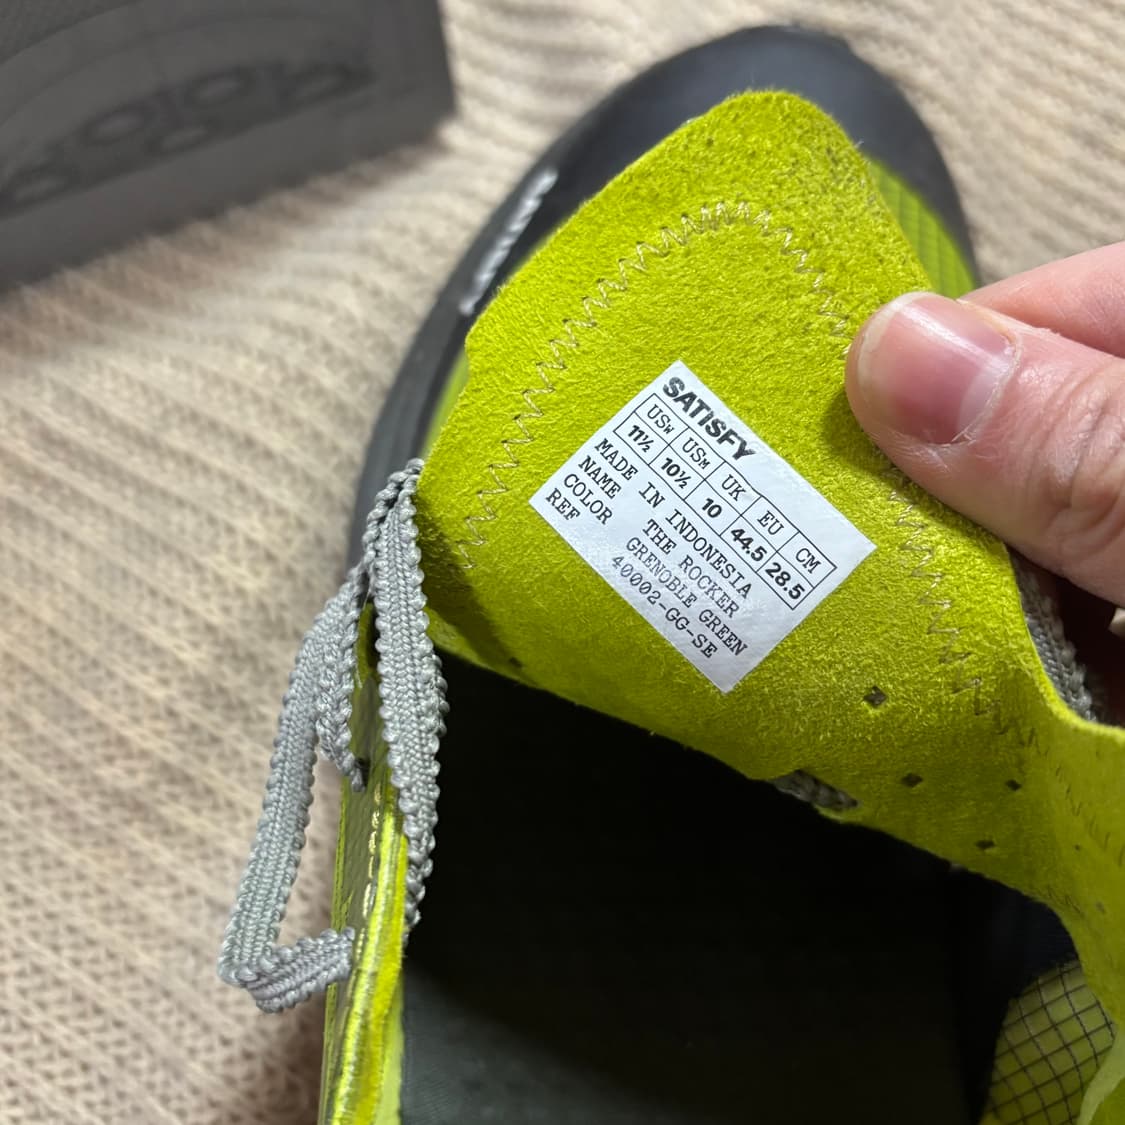 SATISFY
USW USM UK EU CM
11½ 10½ 10 44.5 28.5
MADE IN INDONESIA
NAME THE ROCKER
COLOR GRENOBLE GREEN
REF 40002-GG-SE